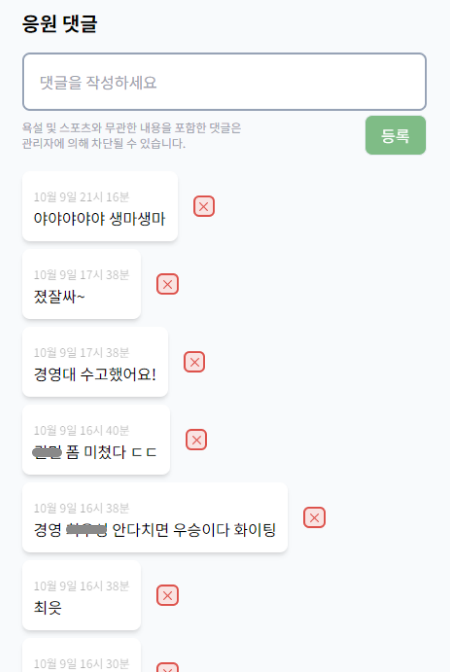 응원 댓글
댓글을 작성하세요
욕설 및 스포츠와 무관한 내용을 포함한 댓글은
관리자에 의해 차단될 수 있습니다.
등록
10월 9일 21시 16분
야야야야야 생마생마
10월 9일 17시 38분
졌잘싸~
10월 9일 17시 38분
경영대 수고했어요!
10월 9일 16시 40분
폼 미쳤다 ㄷㄷ
10월 9일 16시 38분
경영 안다치면 우승이다 화이팅
10월 9일 16시 38분
최웃
10월 9일 16시 30분